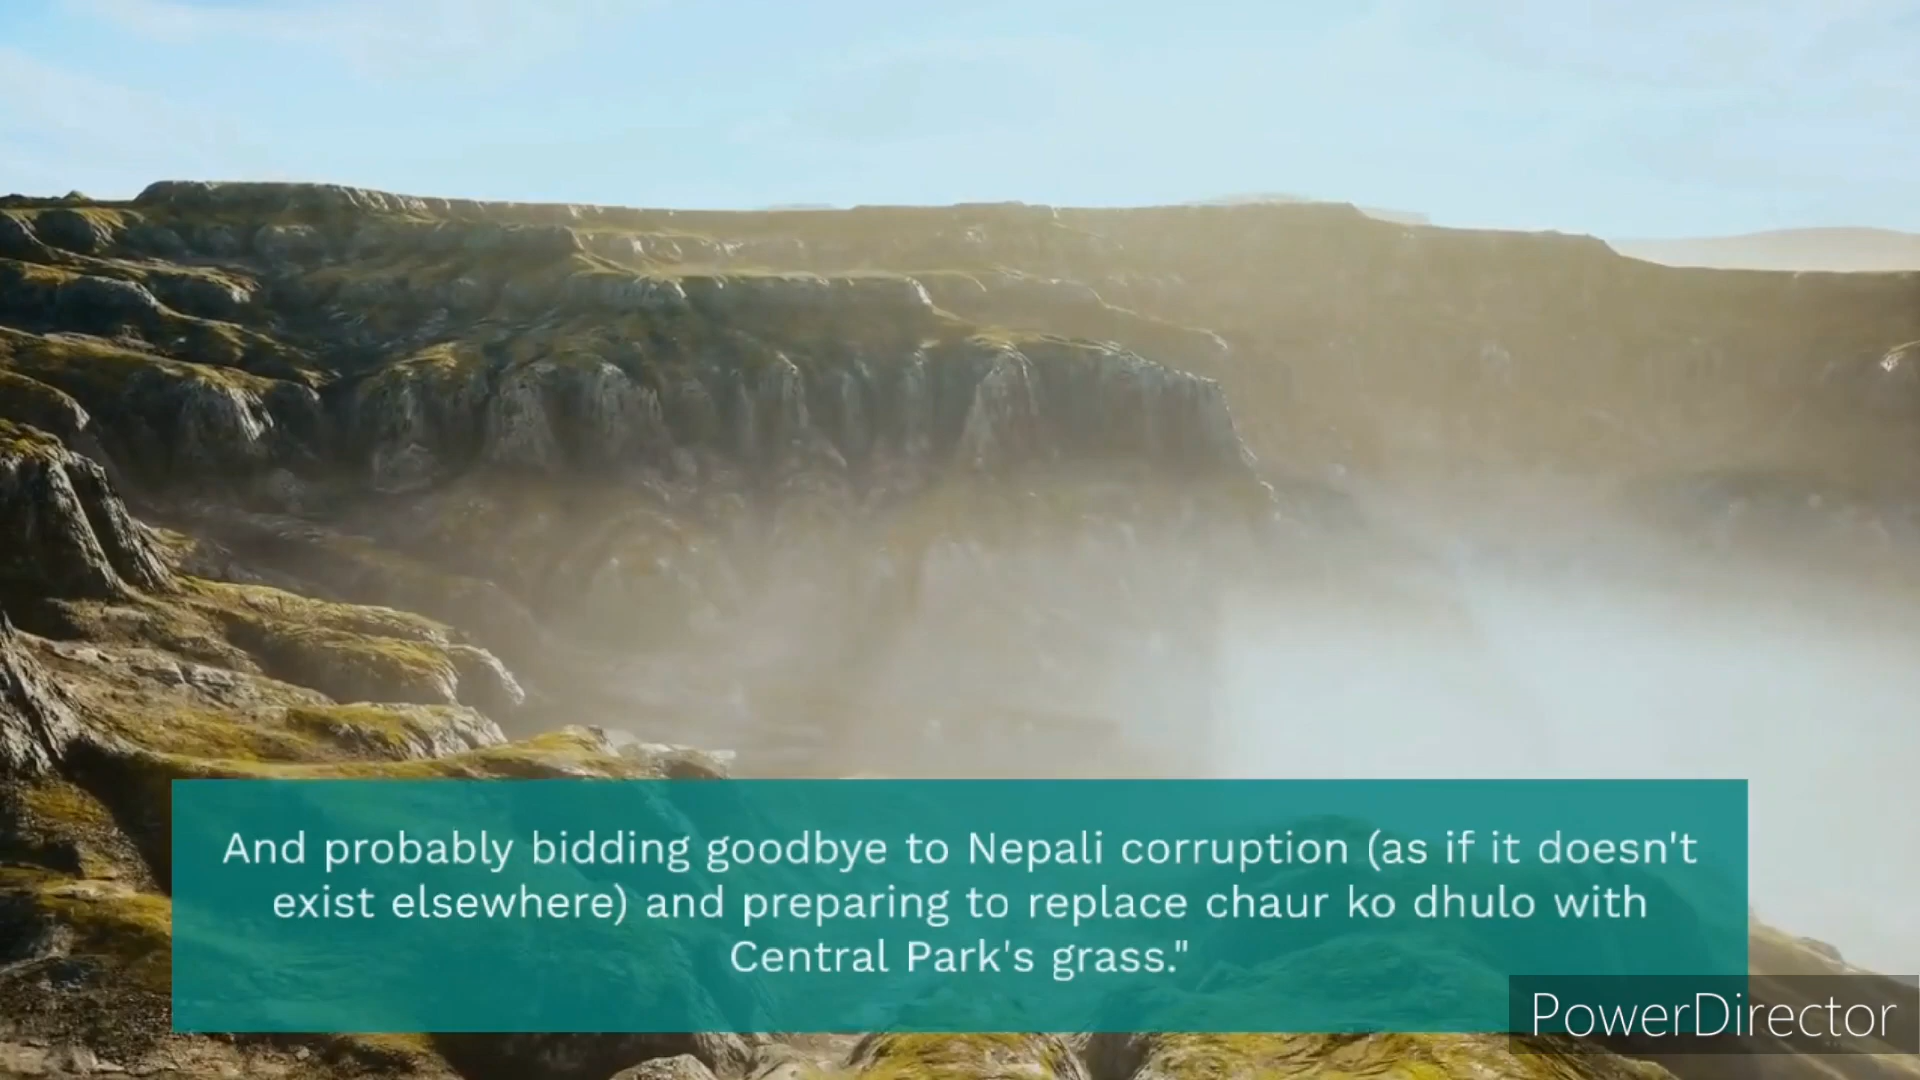 And probably bidding goodbye to Nepali corruption (as if it doesn't
exist elsewhere) and preparing to replace chaur ko dhulo with
Central Park's grass."
PowerDirector